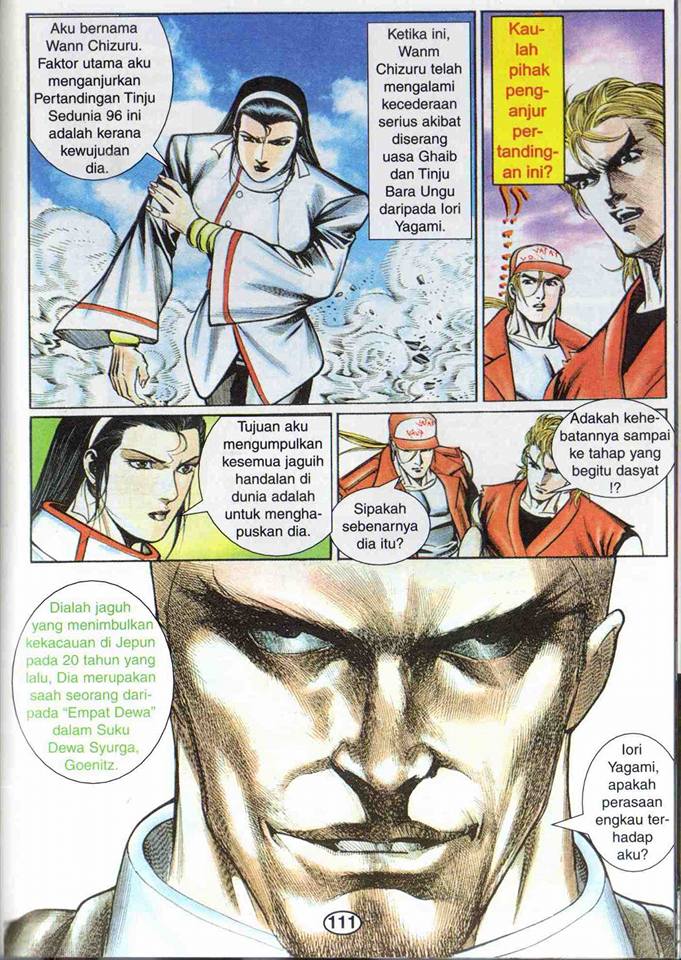 Aku bernama
Wann Chizuru.
Faktor utama aku
menganjurkan
Pertandingan Tinju
Sedunia 96 ini
adalah kerana
kewujudan
dia.
Ketika ini,
Wanm
Chizuru telah
mengalami
kecederaan
serius akibat
diserang
uasa Ghaib
dan Tinju
Bara Ungu
daripada Iori
Yagami.
Kau-
lah
pihak
peng-
anjur
per-
tanding-
an ini?
Tujuan aku
mengumpulkan
kesemua jaguih
handalan di
dunia adalah
untuk mengha-
puskan dia.
Sipakah
sebenarnya
dia itu?
Adakah kehe-
batannya sampai
ke tahap yang
begitu dasyat
!?
Dialah jaguh
yang menimbulkan
kekacauan di Jepun
pada 20 tahun yang
lalu, Dia merupakan
saah seorang dari-
pada “Empat Dewa”
dalam Suku
Dewa Syurga,
Goenitz.
Iori
Yagami,
apakah
perasaan
engkau ter-
hadap
aku?
111